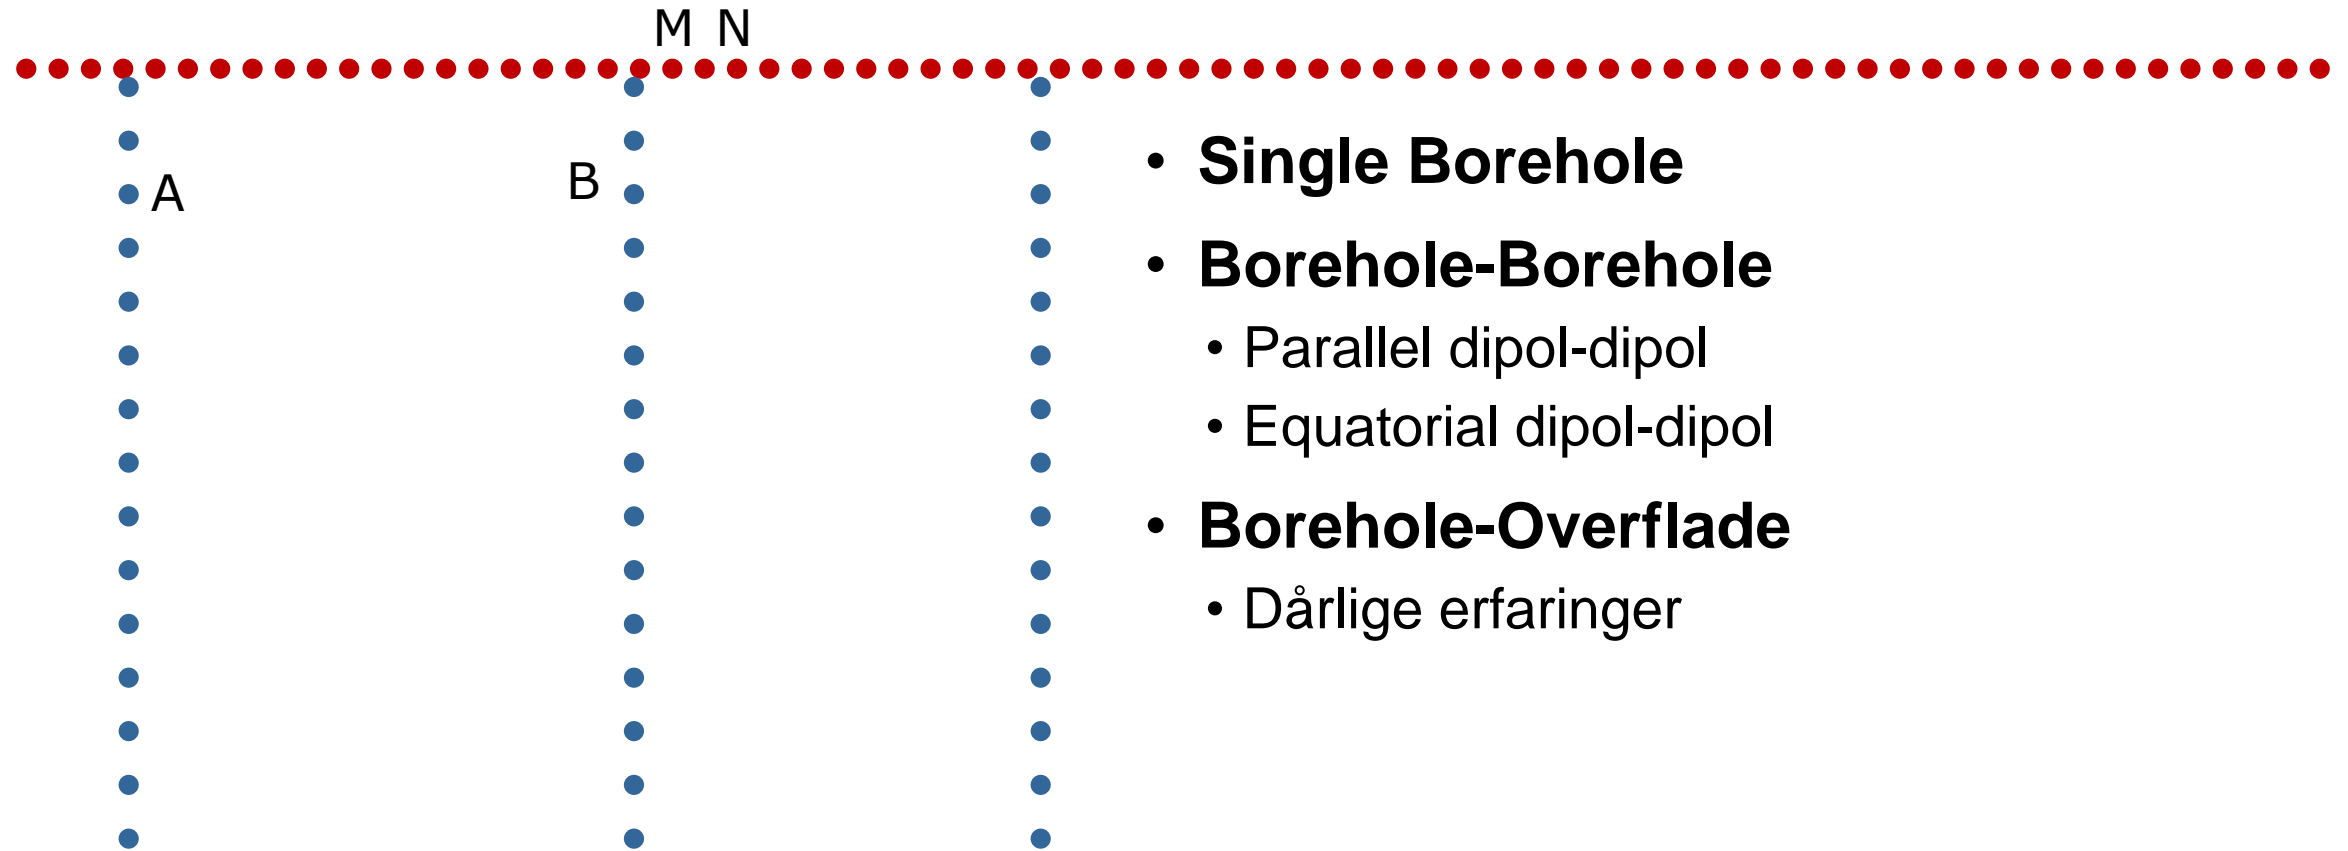 M N
A
B
• Single Borehole
• Borehole-Borehole
• Parallel dipol-dipol
• Equatorial dipol-dipol
• Borehole-Overflade
• Dårlige erfaringer